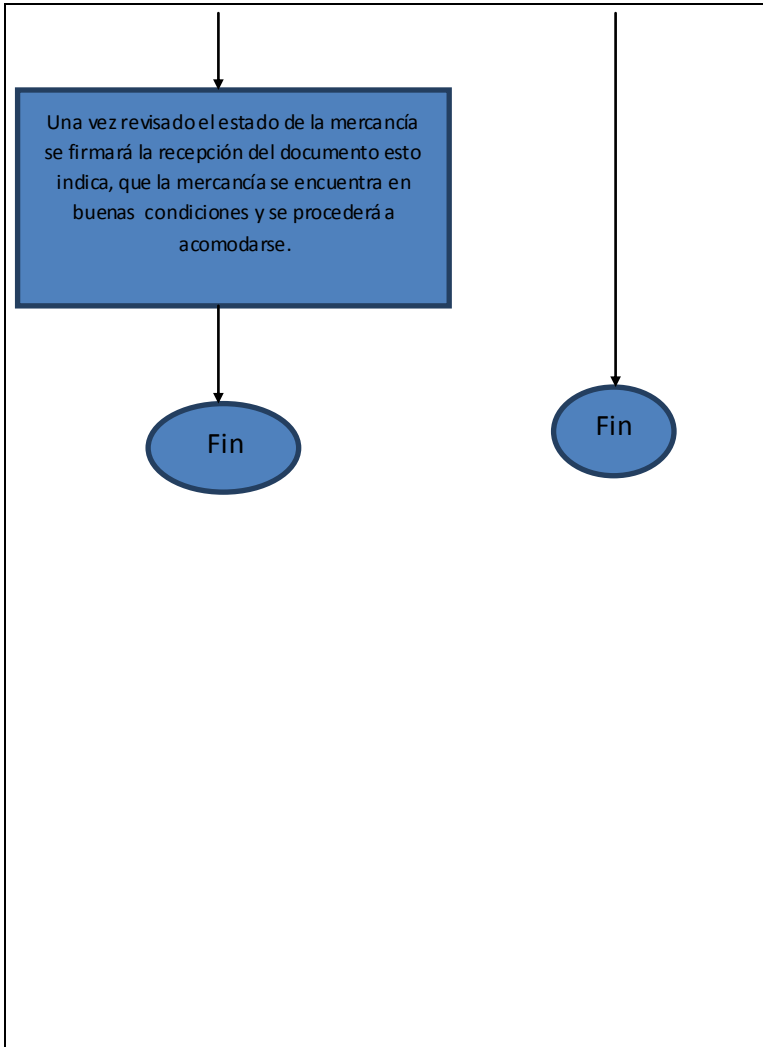 Una vez revisado el estado de la mercancía
se firmará la recepción del documento esto
indica, que la mercancía se encuentra en
buenas condiciones y se procederá a
acomodarse.
Fin
Fin